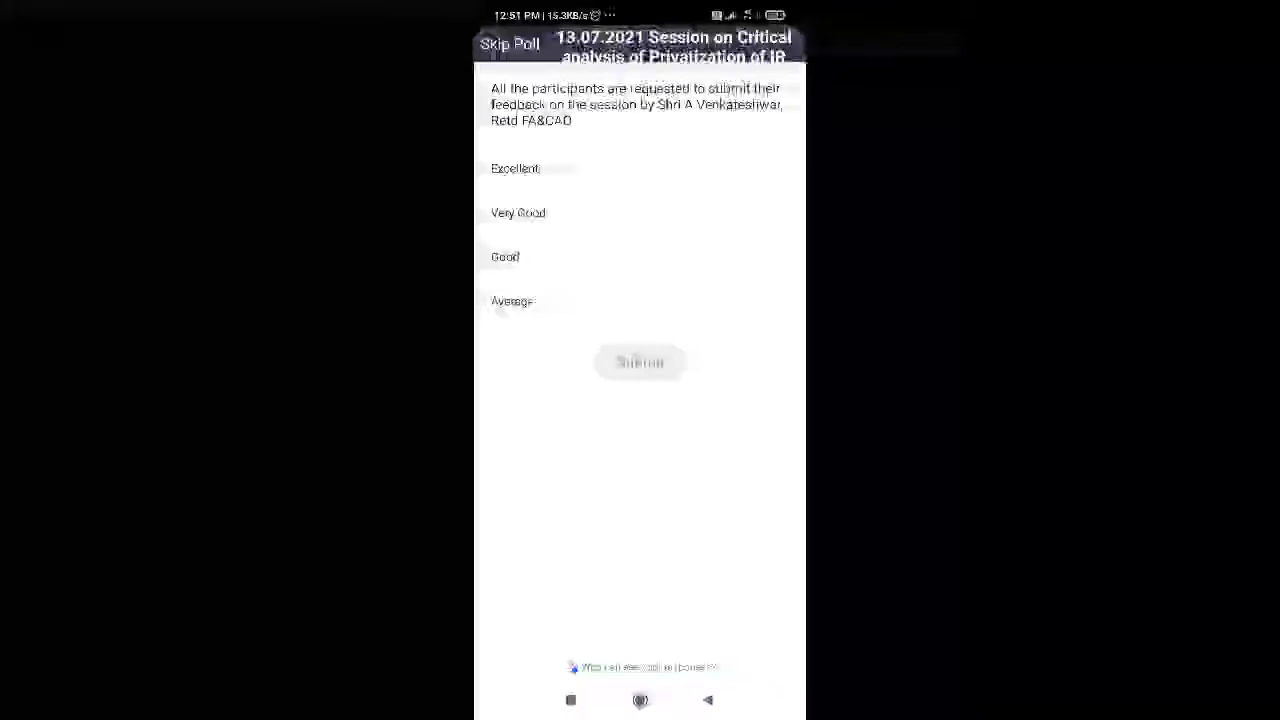 12:51 PM | 15.3KB/s ...
Skip Poll
13.07.2021 Session on Critical
analysis of Privatization of IR
All the participants are requested to submit their
feedback on the session by Shri A Venkateshwar,
Retd FA&CAO
Excellent
Very Good
Good
Average
Submit